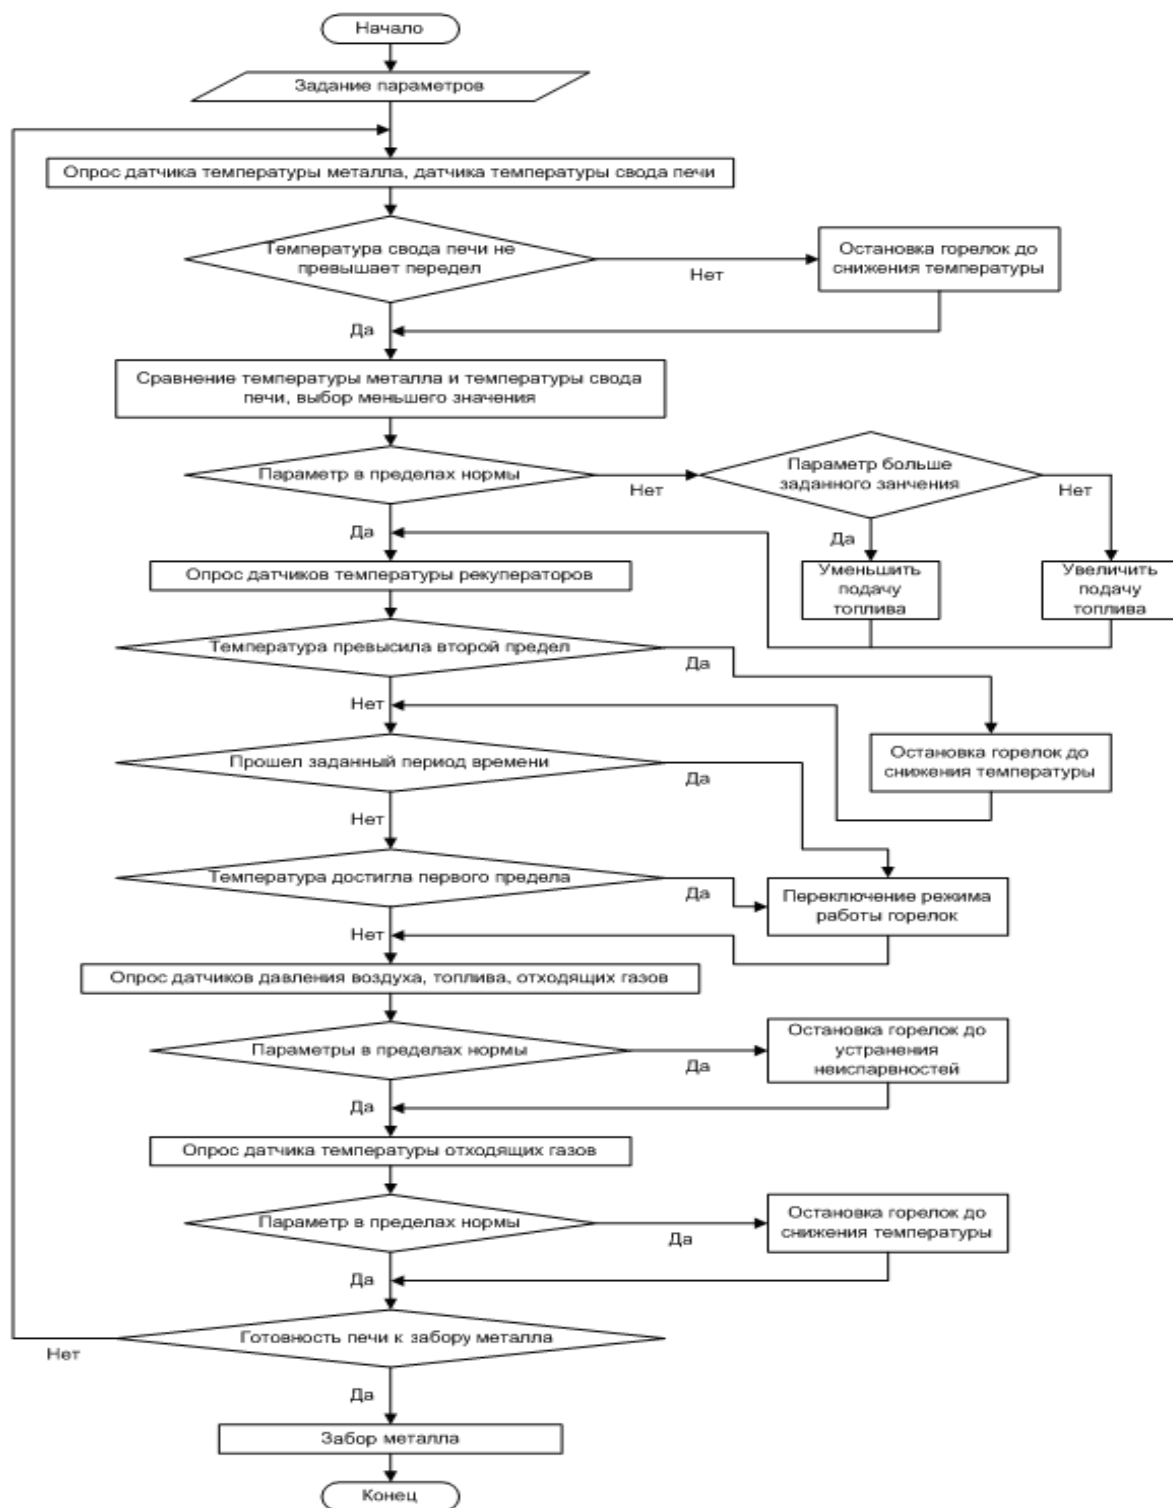 Начало
Задание параметров
Опрос датчика температуры металла, датчика температуры свода печи
Температура свода печи не
превышает передел
Нет
Остановка горелок до
снижения температуры
Да
Сравнение температуры металла и температуры свода
печи, выбор меньшего значения
Параметр в пределах нормы
Нет
Параметр больше
заданного занчения
Нет
Да
Да
Уменьшить
подачу
топлива
Увеличить
подачу
топлива
Опрос датчиков температуры рекуператоров
Температура превысила второй предел
Да
Нет
Остановка горелок до
снижения температуры
Прошел заданный период времени
Да
Нет
Температура достигла первого предела
Да
Переключение режима
работы горелок
Нет
Опрос датчиков давления воздуха, топлива, отходящих газов
Параметры в пределах нормы
Да
Остановка горелок до
устранения
неиспарвностей
Да
Опрос датчика температуры отходящих газов
Параметр в пределах нормы
Да
Остановка горелок до
снижения температуры
Да
Готовность печи к забору металла
Нет
Да
Забор металла
Конец